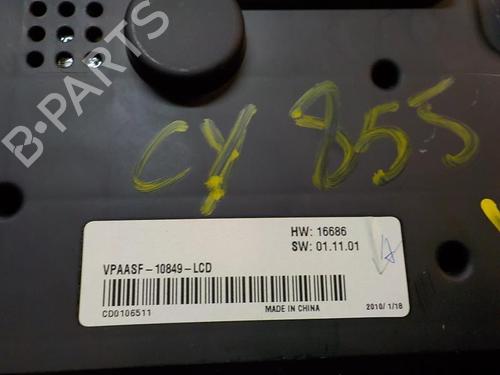 B-PARTS
CY 855
HW: 16686
SW: 01.11.01
VPAASF-10849-LCD
CD0106511
MADE IN CHINA
2010/1/18